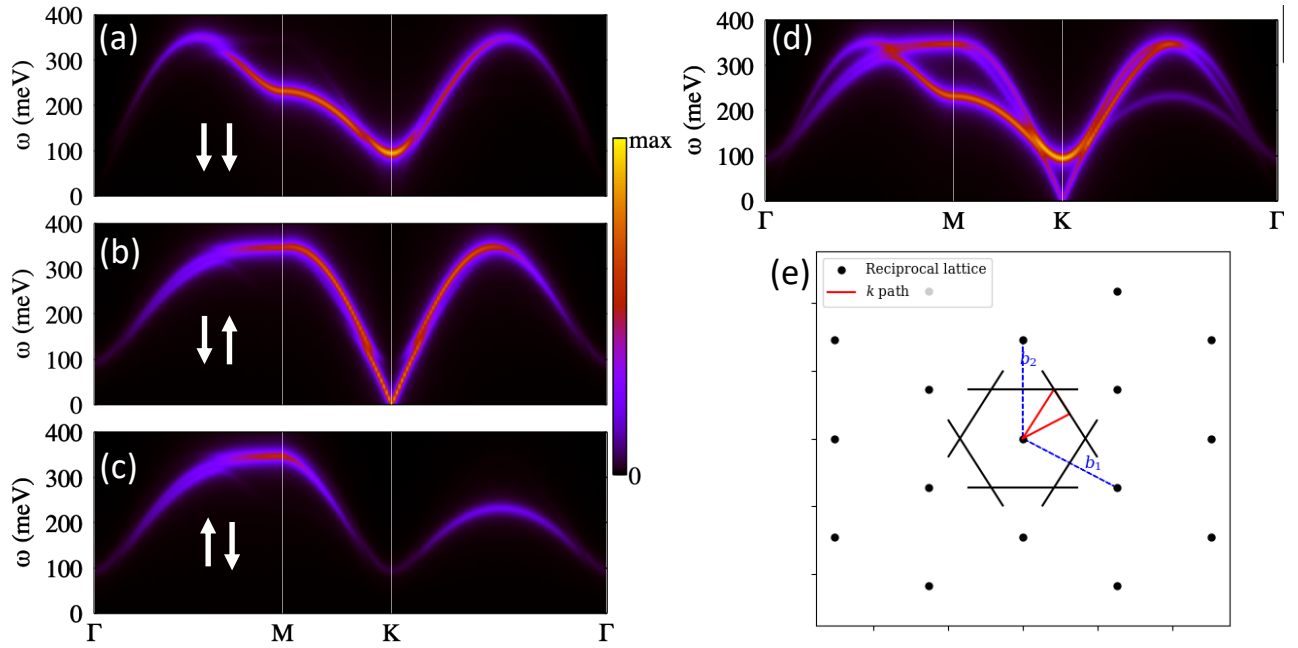 (a)
400
300
200
100
0
ω (meV)
(b)
400
300
200
100
0
ω (meV)
(c)
400
300
200
100
0
ω (meV)
Γ M K Γ
max
0
(d)
400
300
200
100
0
ω (meV)
Γ M K Γ
(e)
Reciprocal lattice
k path
b₂
b₁